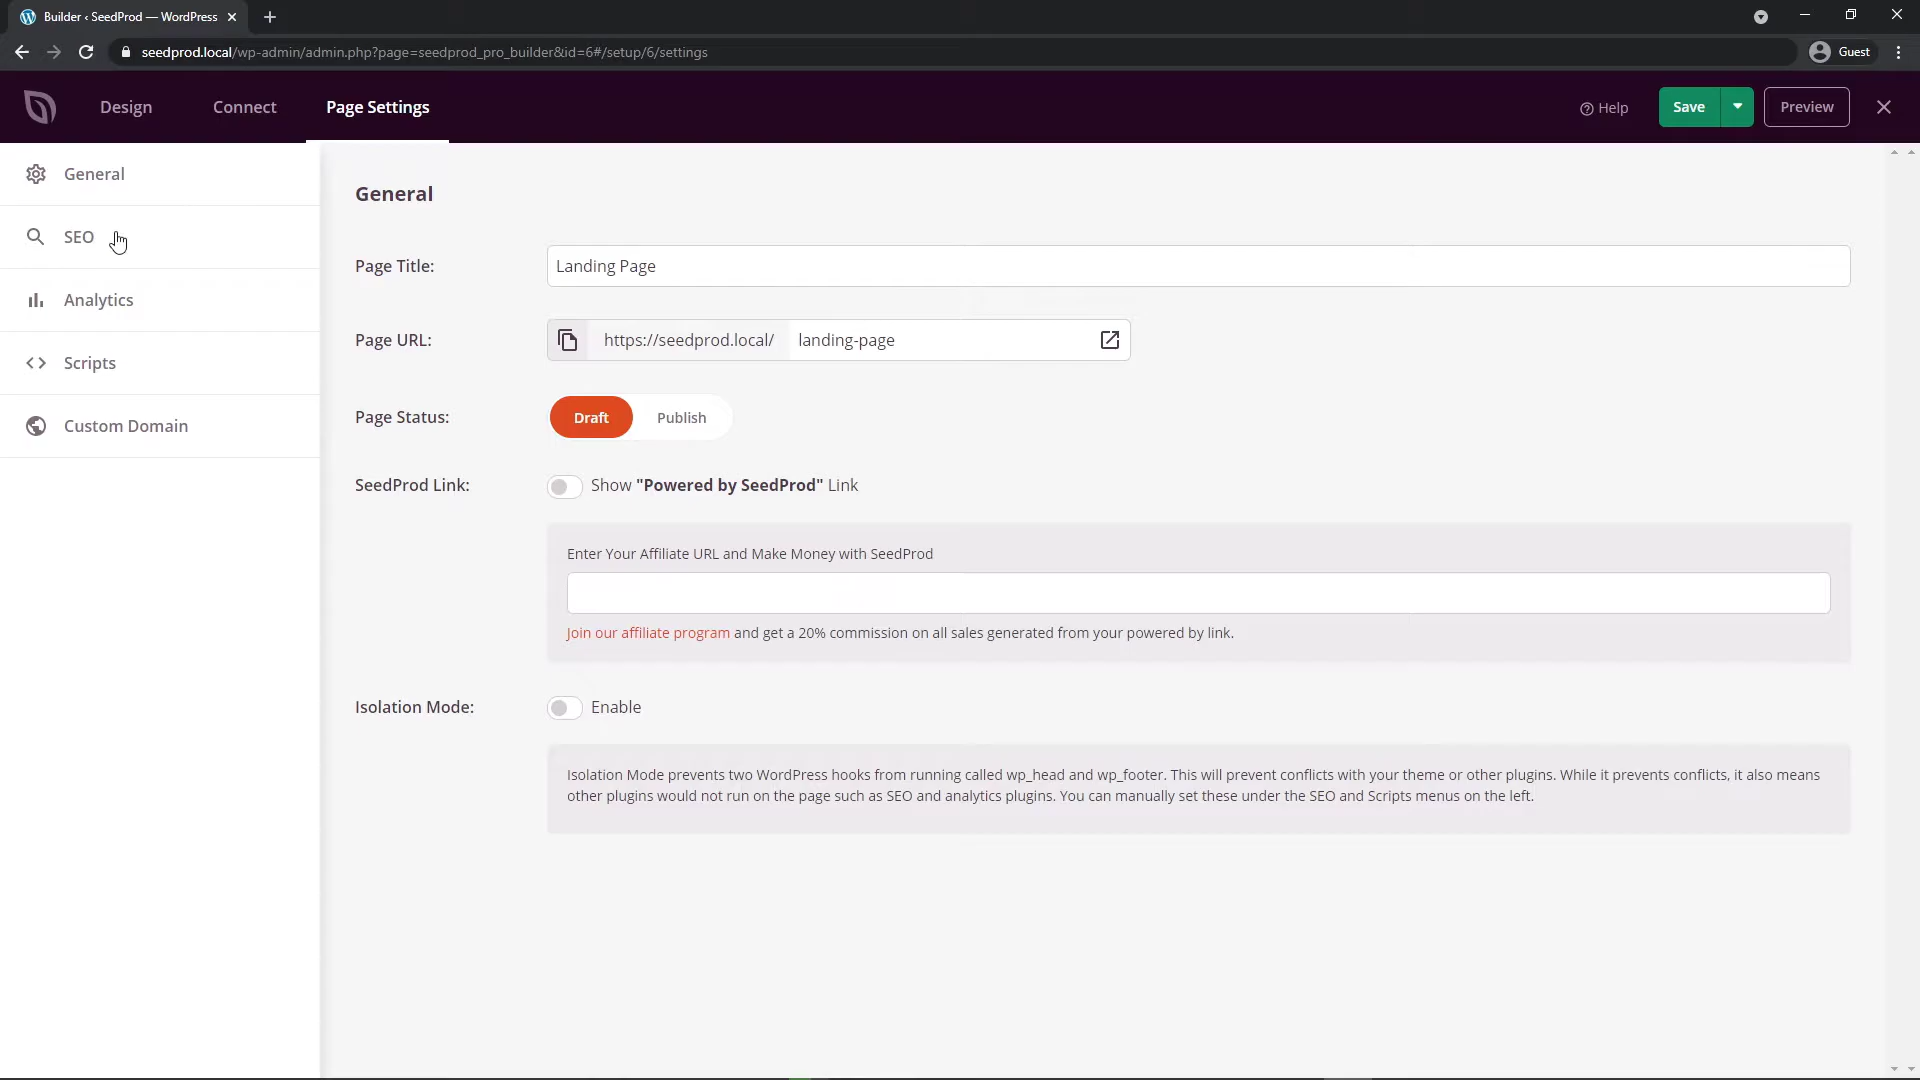 Builder ‹ SeedProd — WordPress
seedprod.local/wp-admin/admin.php?page=seedprod_pro_builder&id=6#/setup/6/settings
Guest
Design
Connect
Page Settings
Help
Save
Preview
General
SEO
Analytics
Scripts
Custom Domain
General
Page Title:
Landing Page
Page URL:
https://seedprod.local/
landing-page
Page Status:
Draft
Publish
SeedProd Link:
Show "Powered by SeedProd" Link
Enter Your Affiliate URL and Make Money with SeedProd
Join our affiliate program and get a 20% commission on all sales generated from your powered by link.
Isolation Mode:
Enable
Isolation Mode prevents two WordPress hooks from running called wp_head and wp_footer. This will prevent conflicts with your theme or other plugins. While it prevents conflicts, it also means
other plugins would not run on the page such as SEO and analytics plugins. You can manually set these under the SEO and Scripts menus on the left.